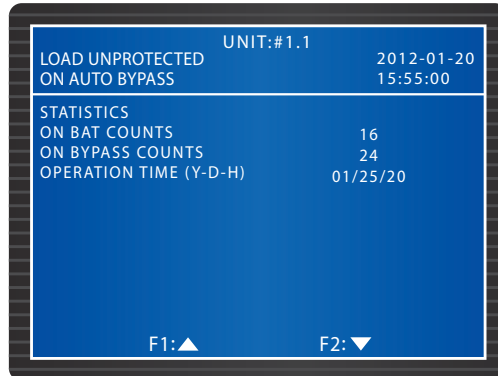 UNIT:#1.1
LOAD UNPROTECTED 2012-01-20
ON AUTO BYPASS 15:55:00
STATISTICS
ON BAT COUNTS 16
ON BYPASS COUNTS 24
OPERATION TIME (Y-D-H) 01/25/20
F1:▲ F2:▼